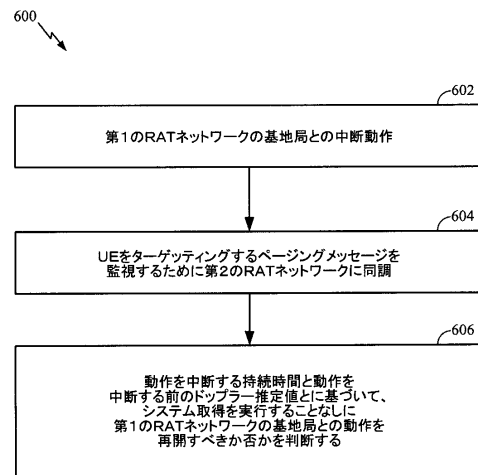 600
602
第1のRATネットワークの基地局との中断動作
604
UEをターゲッティングするページングメッセージを
監視するために第2のRATネットワークに同調
606
動作を中断する持続時間と動作を
中断する前のドップラー推定値とに基づいて、
システム取得を実行することなしに
第1のRATネットワークの基地局との動作を
再開すべきか否かを判断する